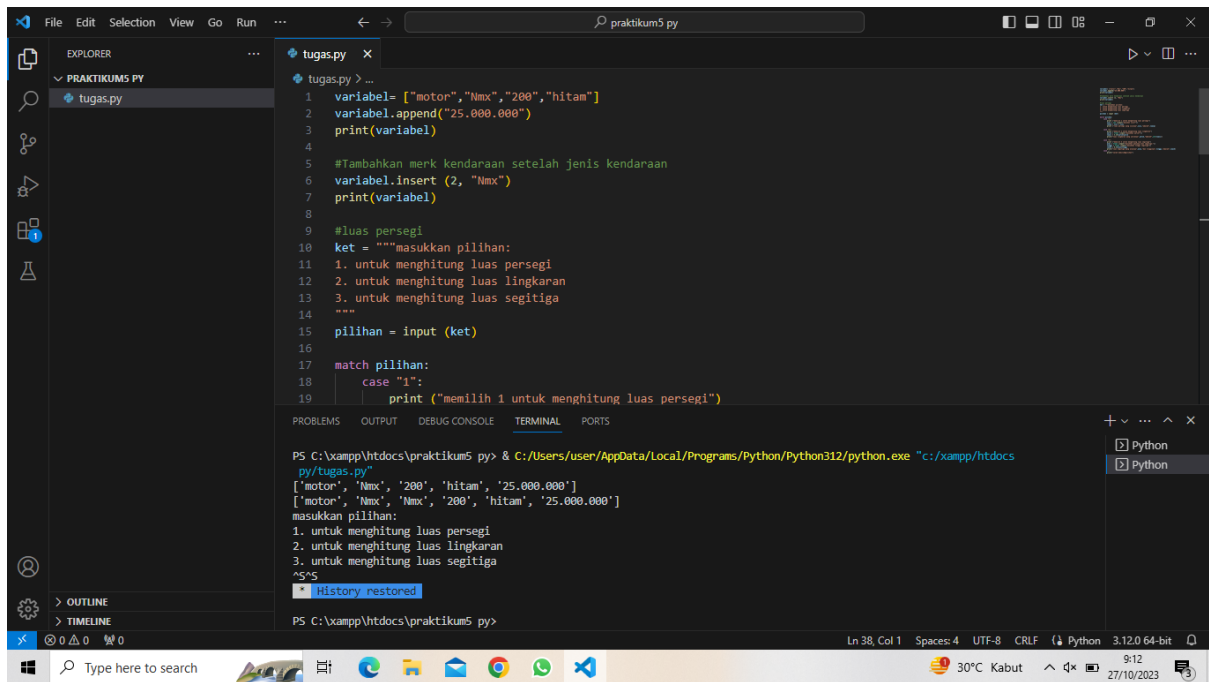 File Edit Selection View Go Run ... praktikum5 py
EXPLORER ...
PRAKTIKUM5 PY
tugas.py
tugas.py
tugas.py > ...
1 variabel= ["motor","Nmx","200","hitam"]
2 variabel.append("25.000.000")
3 print(variabel)
4
5 #Tambahkan merk kendaraan setelah jenis kendaraan
6 variabel.insert (2, "Nmx")
7 print(variabel)
8
9 #luas persegi
10 ket = """masukkan pilihan:
11 1. untuk menghitung luas persegi
12 2. untuk menghitung luas lingkaran
13 3. untuk menghitung luas segitiga
14 """
15 pilihan = input (ket)
16
17 match pilihan:
18 case "1":
19 print ("memilih 1 untuk menghitung luas persegi")
PROBLEMS OUTPUT DEBUG CONSOLE TERMINAL PORTS
PS C:\xampp\htdocs\praktikum5 py> & C:/Users/user/AppData/Local/Programs/Python/Python312/python.exe "c:/xampp/htdocs
py/tugas.py"
['motor', 'Nmx', '200', 'hitam', '25.000.000']
['motor', 'Nmx', 'Nmx', '200', 'hitam', '25.000.000']
masukkan pilihan:
1. untuk menghitung luas persegi
2. untuk menghitung luas lingkaran
3. untuk menghitung luas segitiga
^S^S
* History restored
PS C:\xampp\htdocs\praktikum5 py>
Python
Python
1
OUTLINE
TIMELINE
0 0 0 Ln 38, Col 1 Spaces: 4 UTF-8 CRLF Python 3.12.0 64-bit
Type here to search 9 30°C Kabut 9:12
27/10/2023 3